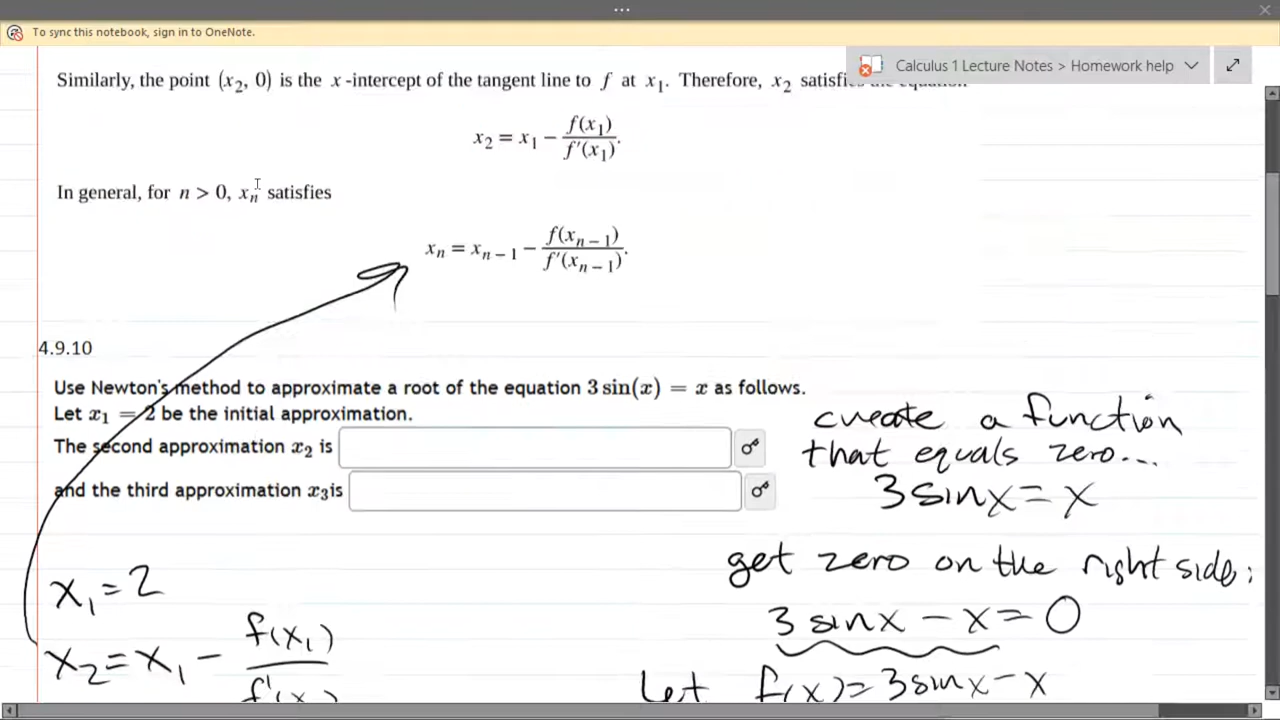 To sync this notebook, sign in to OneNote.
Calculus 1 Lecture Notes > Homework help
Similarly, the point (x₂, 0) is the x-intercept of the tangent line to f at x₁. Therefore, x₂ satisfies the equation
x₂ = x₁ − f(x₁)/f'(x₁).
In general, for n > 0, xₙ satisfies
xₙ = xₙ₋₁ − f(xₙ₋₁)/f'(xₙ₋₁).
4.9.10
Use Newton's method to approximate a root of the equation 3 sin(x) = x as follows.
Let x₁ = 2 be the initial approximation.
The second approximation x₂ is
and the third approximation x₃is
create a function
that equals zero...
3 sinx = x
get zero on the right side:
3 sinx − x = 0
Let f(x) = 3 sinx − x
x₁ = 2
x₂ = x₁ − f(x₁)/f'(x₁)